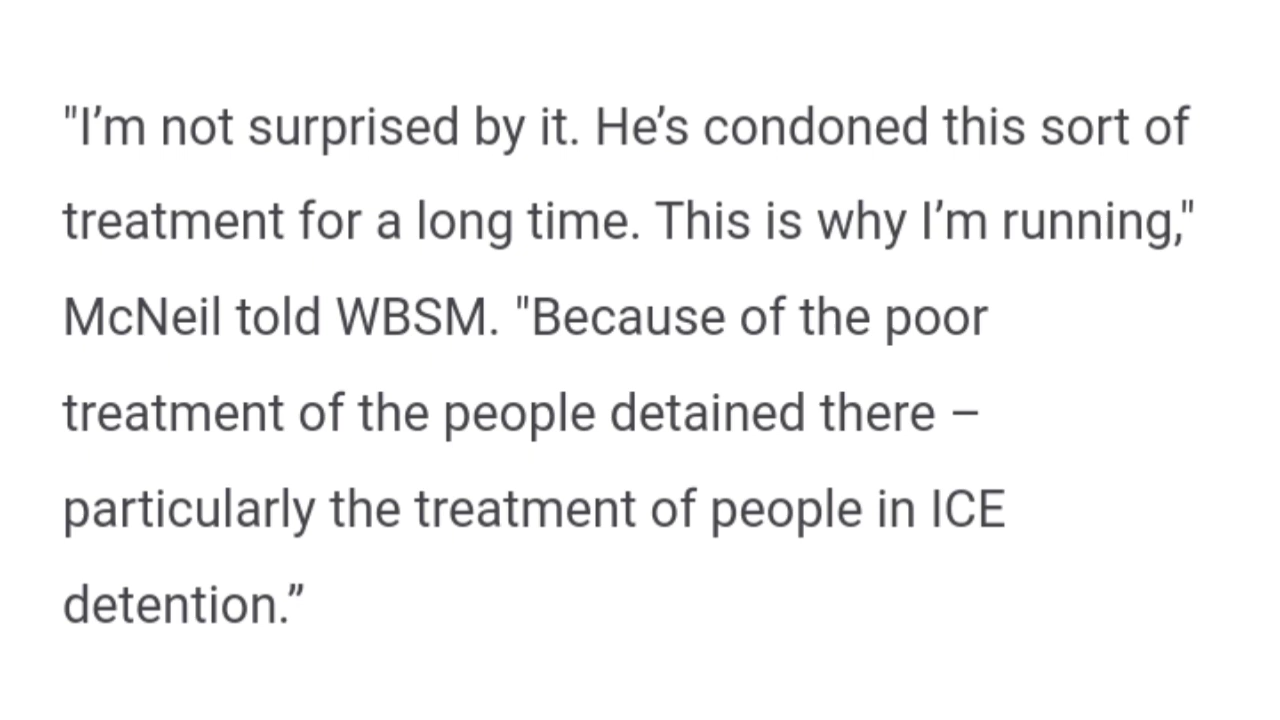 "I’m not surprised by it. He’s condoned this sort of
treatment for a long time. This is why I’m running,"
McNeil told WBSM. "Because of the poor
treatment of the people detained there –
particularly the treatment of people in ICE
detention.”